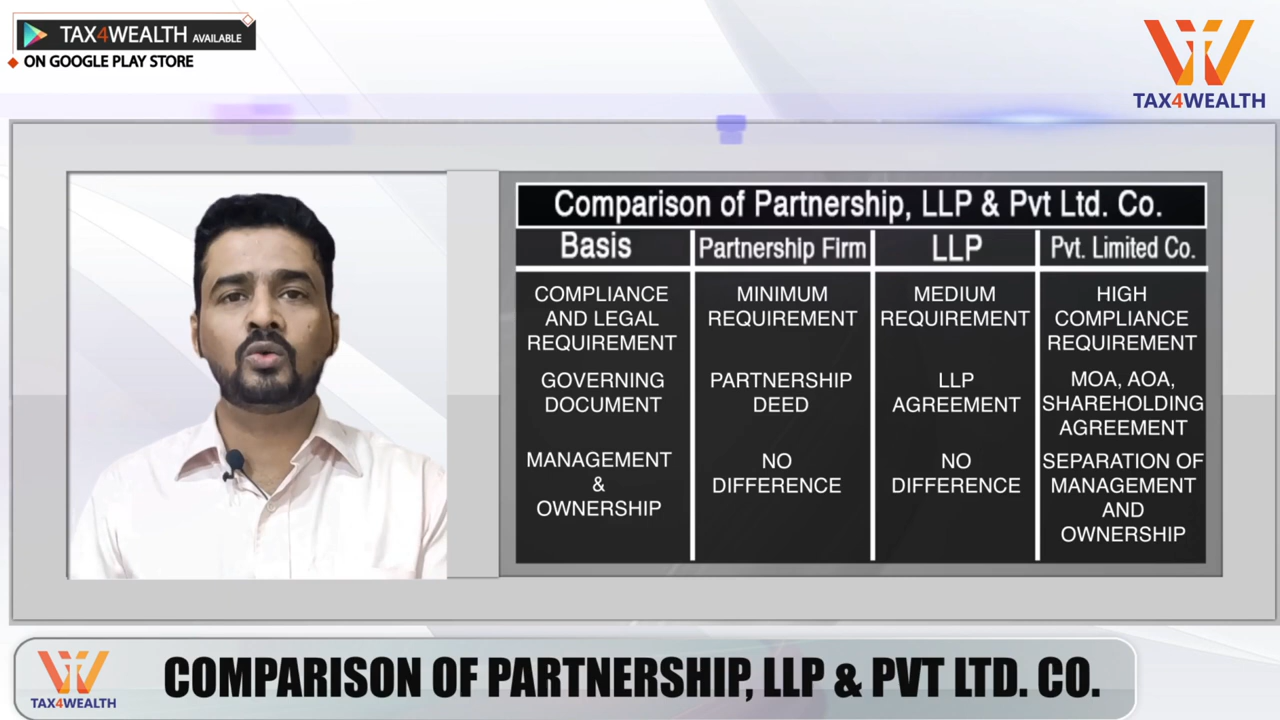 TAX4WEALTH AVAILABLE
ON GOOGLE PLAY STORE
TAX4WEALTH
Comparison of Partnership, LLP & Pvt Ltd. Co.
Basis
Partnership Firm
LLP
Pvt. Limited Co.
COMPLIANCE
AND LEGAL
REQUIREMENT
MINIMUM
REQUIREMENT
MEDIUM
REQUIREMENT
HIGH
COMPLIANCE
REQUIREMENT
GOVERNING
DOCUMENT
PARTNERSHIP
DEED
LLP
AGREEMENT
MOA, AOA,
SHAREHOLDING
AGREEMENT
MANAGEMENT
&
OWNERSHIP
NO
DIFFERENCE
NO
DIFFERENCE
SEPARATION OF
MANAGEMENT
AND
OWNERSHIP
TAX4WEALTH
COMPARISON OF PARTNERSHIP, LLP & PVT LTD. CO.